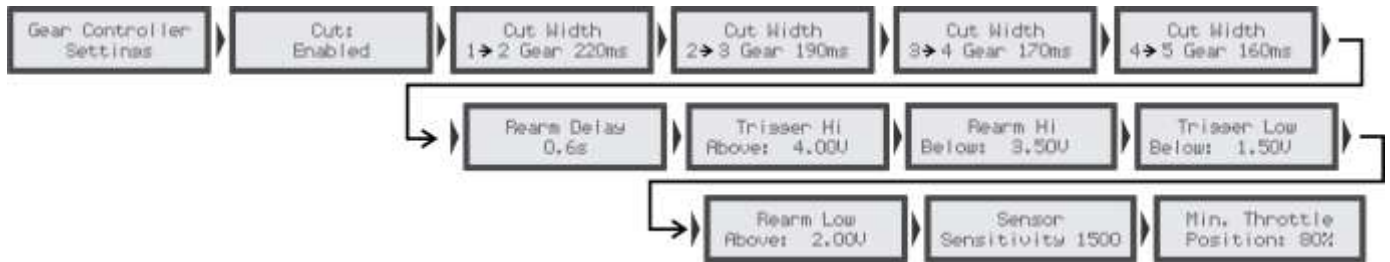 Gear Controller
Settings
Cut:
Enabled
Cut Width
1➔2 Gear 220ms
Cut Width
2➔3 Gear 190ms
Cut Width
3➔4 Gear 170ms
Cut Width
4➔5 Gear 160ms
Rearm Delay
0.6s
Trigger Hi
Above: 4.00V
Rearm Hi
Below: 3.50V
Trigger Low
Below: 1.50V
Rearm Low
Above: 2.00V
Sensor
Sensitivity 1500
Min. Throttle
Position: 80%